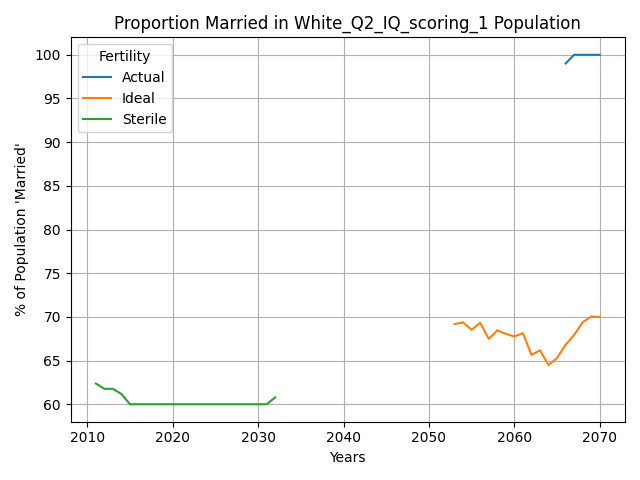 Proportion Married in White_Q2_IQ_scoring_1 Population
% of Population 'Married'
100
95
90
85
80
75
70
65
60
Fertility
Actual
Ideal
Sterile
2010 2020 2030 2040 2050 2060 2070
Years